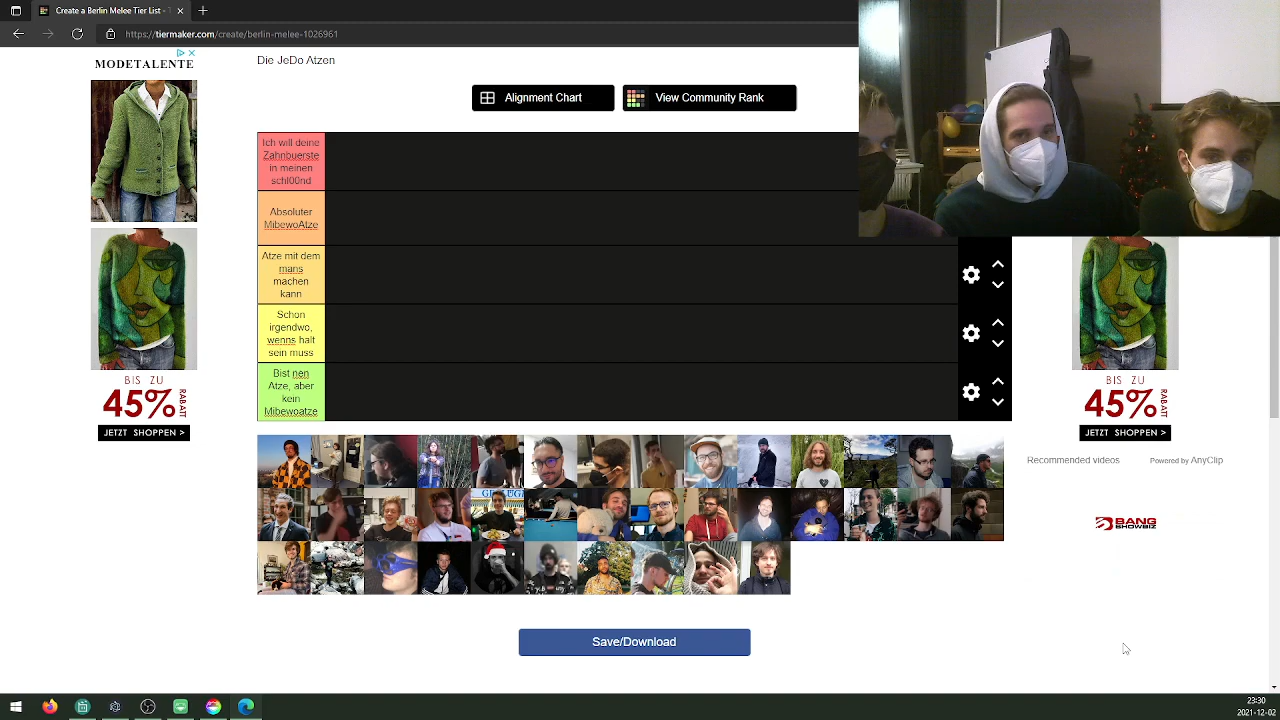 Create a Berlin Melee Tier List -
https://tiermaker.com/create/berlin-melee-1026961
MODETALENTE
BIS ZU
45%
RABATT
JETZT SHOPPEN >
Die JeDo Atzen
Alignment Chart
View Community Rank
Ich will deine
Zahnbuerste
in meinen
schl00nd
Absoluter
MibewoAtze
Atze mit dem
mans
machen
kann
Schon
irgendwo,
wenns halt
sein muss
Bist nen
Atze, aber
kein
Mibewoatze
Save/Download
BIS ZU
45%
RABATT
JETZT SHOPPEN >
Recommended videos
Powered by AnyClip
BANG
SHOWBIZ
23:30
2021-12-02